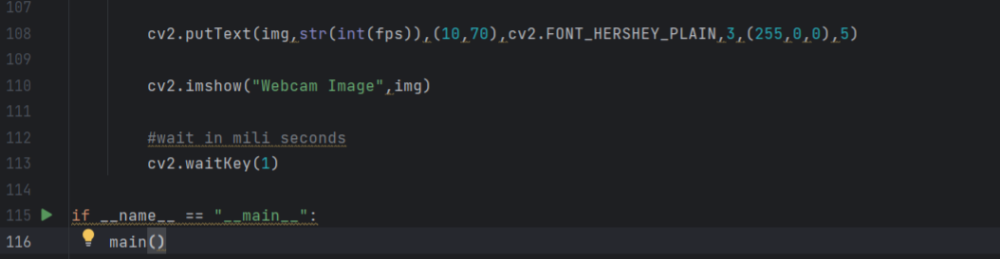 107
108 cv2.putText(img,str(int(fps)),(10,70),cv2.FONT_HERSHEY_PLAIN,3,(255,0,0),5)
109
110 cv2.imshow("Webcam Image",img)
111
112 #wait in mili seconds
113 cv2.waitKey(1)
114
115 if __name__ == "__main__":
116 main()